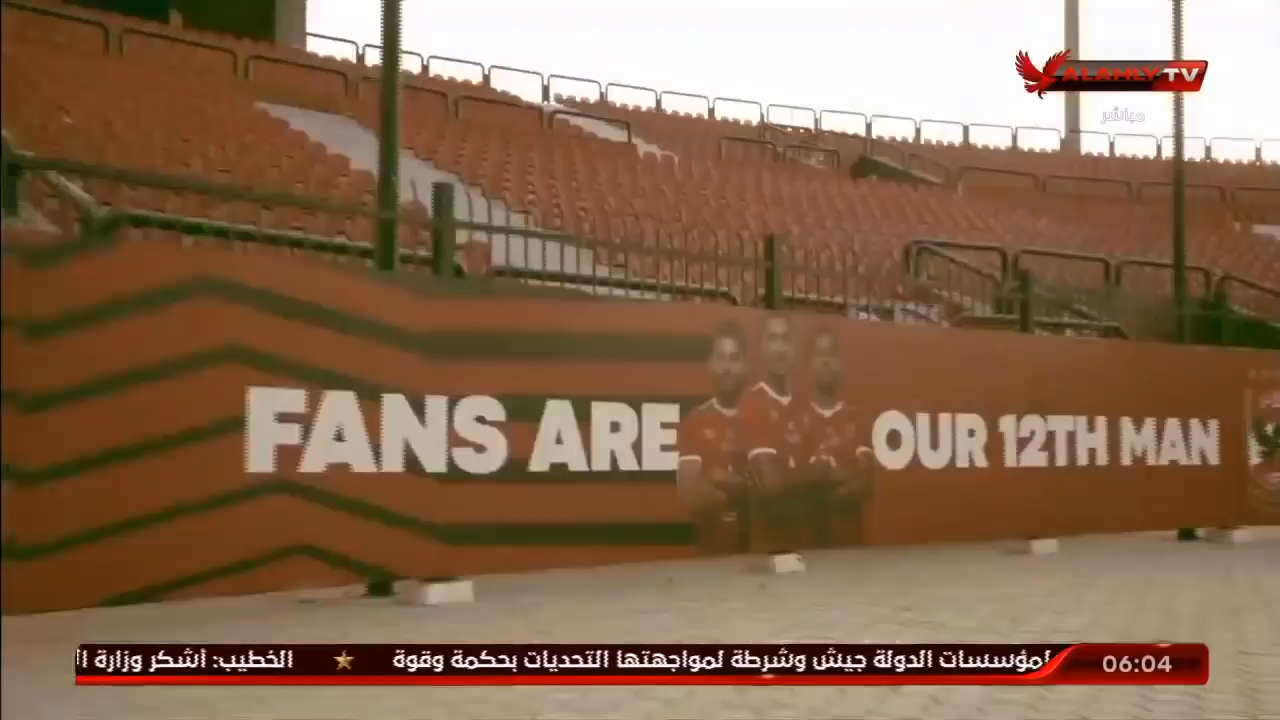 ALAHLY TV
مباشر
FANS ARE OUR 12TH MAN
لمؤسسات الدولة جيش وشرطة لمواجهتها التحديات بحكمة وقوة ★ الخطيب: أشكر وزارة
06:04